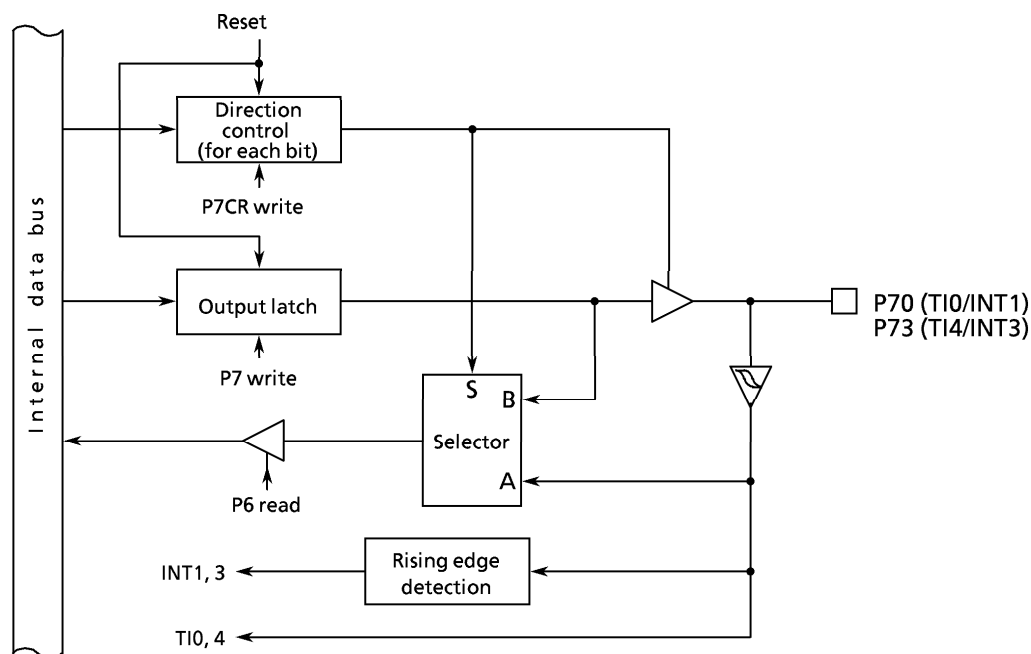 Reset
Direction
control
(for each bit)
P7CR write
Internal data bus
Output latch
P7 write
P70 (TI0/INT1)
P73 (TI4/INT3)
S
B
Selector
A
P6 read
Rising edge
detection
INT1, 3
TI0, 4